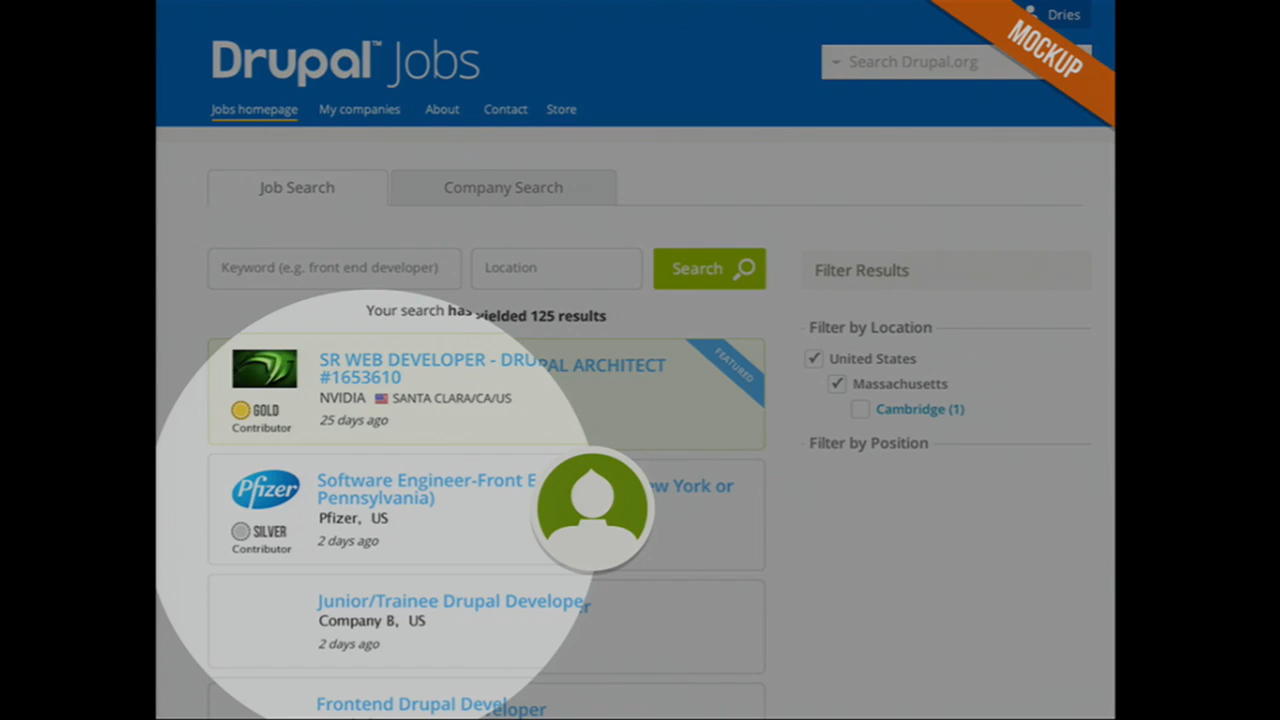 Dries
MOCKUP
Drupal™ Jobs
Search Drupal.org
Jobs homepage My companies About Contact Store
Job Search Company Search
Keyword (e.g. front end developer) Location Search
Filter Results
Your search has yielded 125 results
Filter by Location
United States
Massachusetts
Cambridge (1)
Filter by Position
SR WEB DEVELOPER - DRUPAL ARCHITECT
#1653610
NVIDIA SANTA CLARA/CA/US
25 days ago
GOLD
Contributor
FEATURED
Pfizer
SILVER
Contributor
Software Engineer-Front E w York or
Pennsylvania)
Pfizer, US
2 days ago
Junior/Trainee Drupal Developer
Company B, US
2 days ago
Frontend Drupal Developer